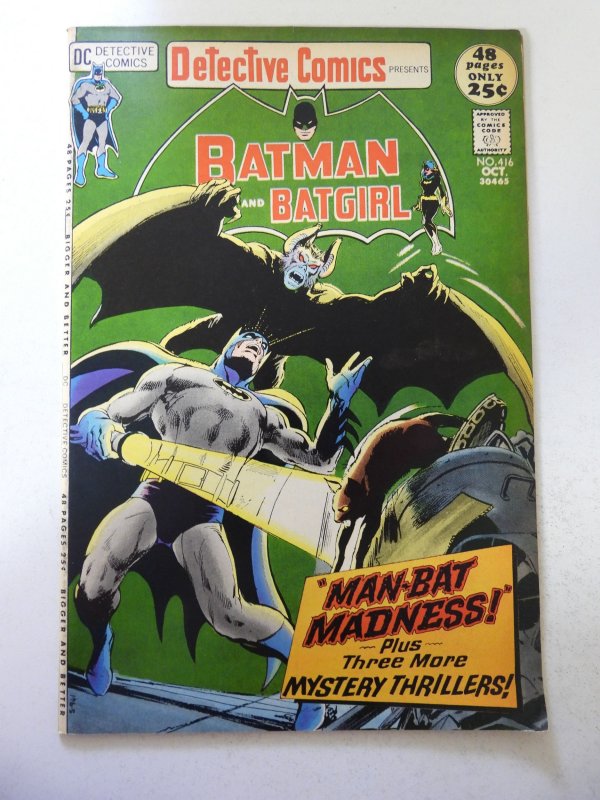 DC DETECTIVE
COMICS
Detective Comics PRESENTS
48
pages
ONLY
25¢
APPROVED
BY THE
COMICS
CODE
AUTHORITY
NO. 416
OCT.
30465
BATMAN
AND BATGIRL
48 PAGES 25¢ BIGGER AND BETTER DC DETECTIVE COMICS 48 PAGES 25¢ BIGGER AND BETTER
"MAN-BAT
MADNESS!"
Plus
Three More
MYSTERY THRILLERS!